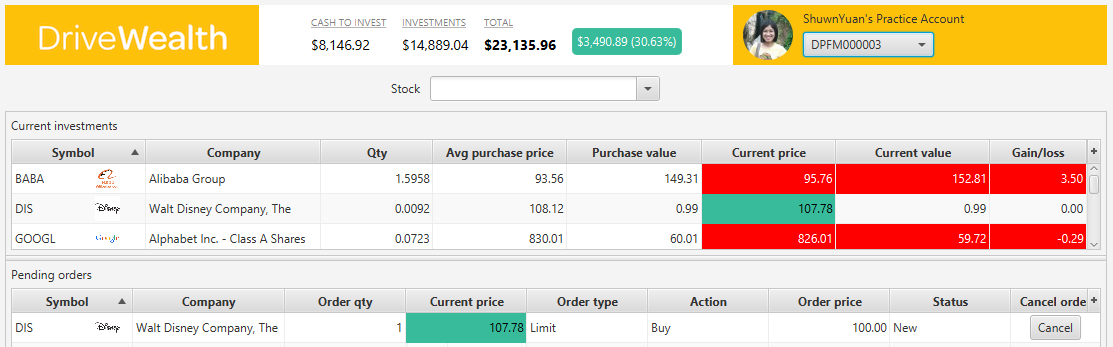 DriveWealth
CASH TO INVEST INVESTMENTS TOTAL
$8,146.92 $14,889.04 $23,135.96 $3,490.89 (30.63%)
ShuwnYuan's Practice Account
DPFM000003
Stock
Current investments
Symbol Company Qty Avg purchase price Purchase value Current price Current value Gain/loss +
BABA Alibaba Group 1.5958 93.56 149.31 95.76 152.81 3.50
DIS Disney Walt Disney Company, The 0.0092 108.12 0.99 107.78 0.99 0.00
GOOGL Google Alphabet Inc. - Class A Shares 0.0723 830.01 60.01 826.01 59.72 -0.29
Pending orders
Symbol Company Order qty Current price Order type Action Order price Status Cancel orde +
DIS Disney Walt Disney Company, The 1 107.78 Limit Buy 100.00 New Cancel